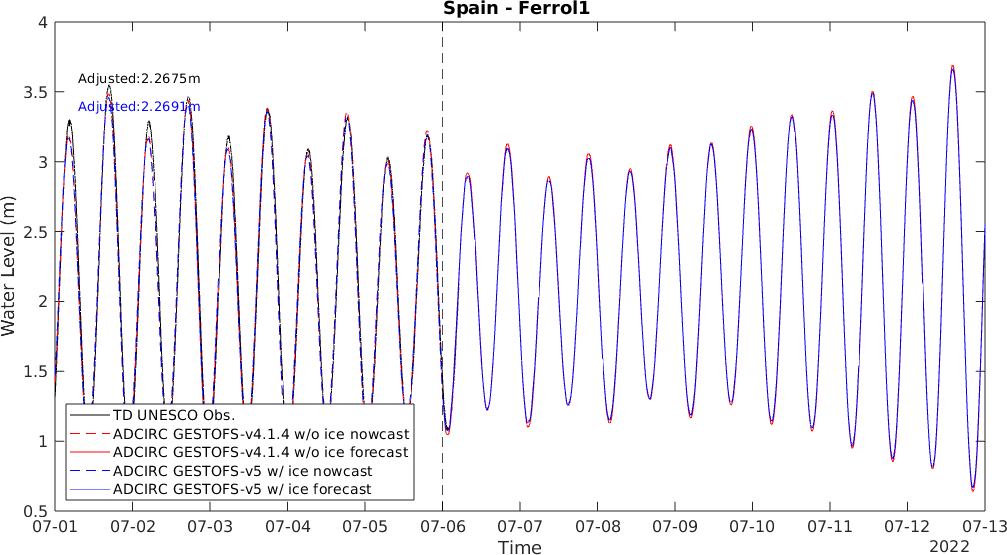 Spain - Ferrol1
4
3.5
3
2.5
2
1.5
1
0.5
Water Level (m)
Adjusted:2.2675m
Adjusted:2.2691m
TD UNESCO Obs.
ADCIRC GESTOFS-v4.1.4 w/o ice nowcast
ADCIRC GESTOFS-v4.1.4 w/o ice forecast
ADCIRC GESTOFS-v5 w/ ice nowcast
ADCIRC GESTOFS-v5 w/ ice forecast
07-01 07-02 07-03 07-04 07-05 07-06 07-07 07-08 07-09 07-10 07-11 07-12 07-13
Time
2022